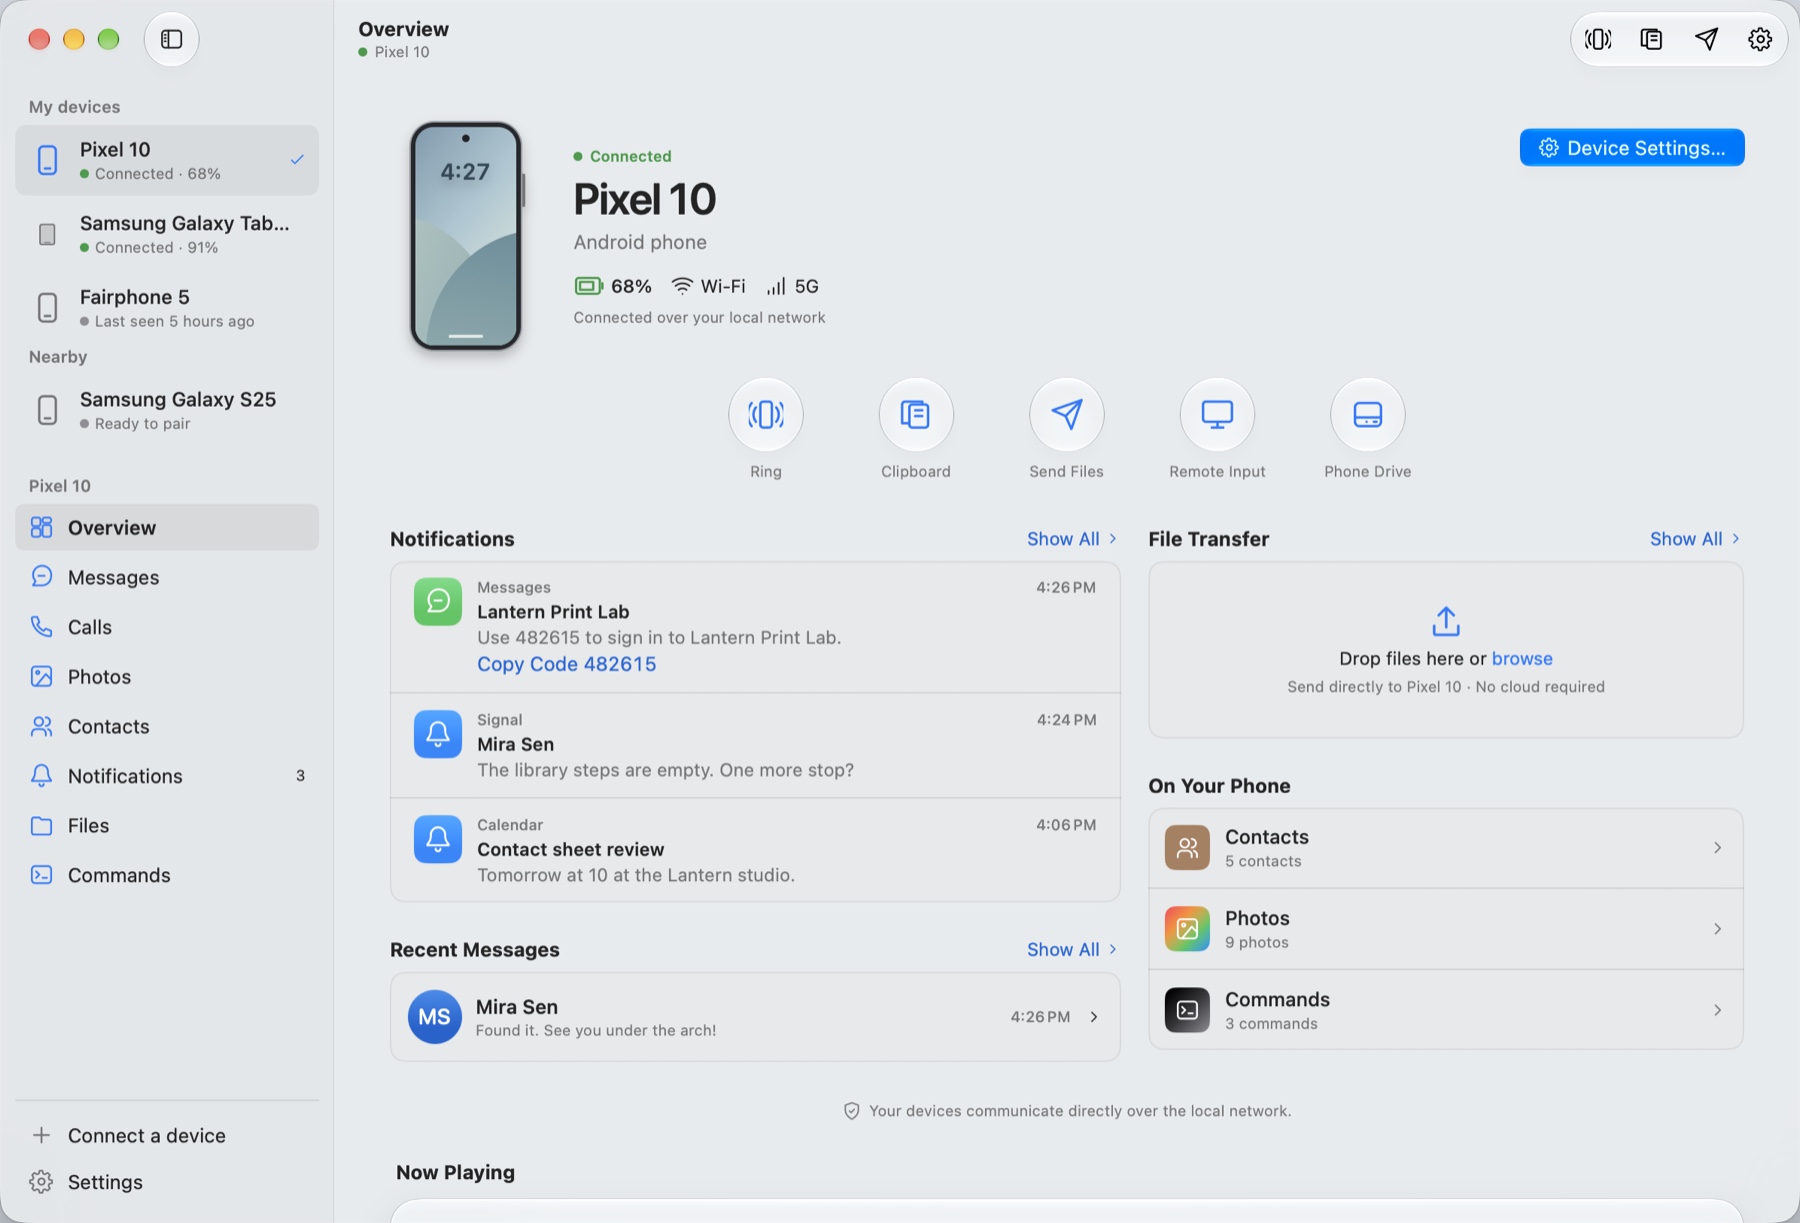 Overview
Pixel 10
My devices
Pixel 10
Connected · 68%
Samsung Galaxy Tab...
Connected · 91%
Fairphone 5
Last seen 5 hours ago
Nearby
Samsung Galaxy S25
Ready to pair
Pixel 10
Overview
Messages
Calls
Photos
Contacts
Notifications 3
Files
Commands
Connect a device
Settings
4:27
Connected
Pixel 10
Android phone
68% Wi-Fi 5G
Connected over your local network
Device Settings...
Ring
Clipboard
Send Files
Remote Input
Phone Drive
Notifications
Show All
Messages 4:26 PM
Lantern Print Lab
Use 482615 to sign in to Lantern Print Lab.
Copy Code 482615
Signal 4:24 PM
Mira Sen
The library steps are empty. One more stop?
Calendar 4:06 PM
Contact sheet review
Tomorrow at 10 at the Lantern studio.
Recent Messages
Show All
MS
Mira Sen
Found it. See you under the arch!
4:26 PM
File Transfer
Show All
Drop files here or browse
Send directly to Pixel 10 · No cloud required
On Your Phone
Contacts
5 contacts
Photos
9 photos
Commands
3 commands
Your devices communicate directly over the local network.
Now Playing